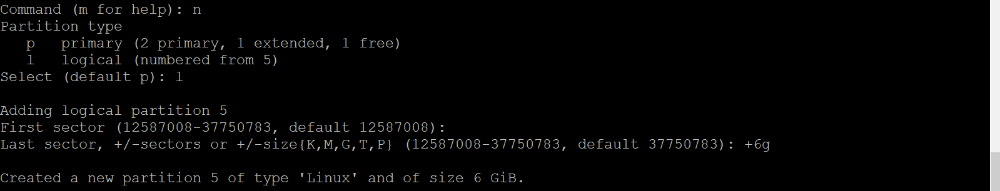 Command (m for help): n
Partition type
   p   primary (2 primary, 1 extended, 1 free)
   l   logical (numbered from 5)
Select (default p): l

Adding logical partition 5
First sector (12587008-37750783, default 12587008):
Last sector, +/-sectors or +/-size{K,M,G,T,P} (12587008-37750783, default 37750783): +6g

Created a new partition 5 of type 'Linux' and of size 6 GiB.